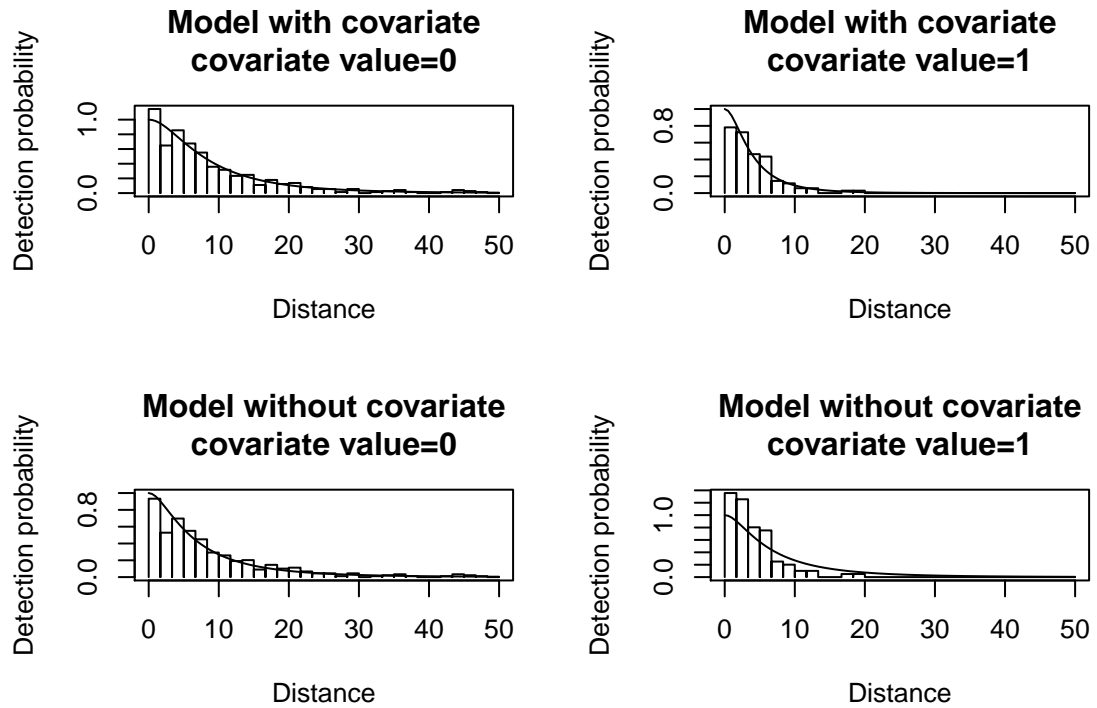 Model with covariate
covariate value=0
Detection probability
0.0 1.0
0 10 20 30 40 50
Distance
Model with covariate
covariate value=1
Detection probability
0.0 0.8
0 10 20 30 40 50
Distance
Model without covariate
covariate value=0
Detection probability
0.0 0.8
0 10 20 30 40 50
Distance
Model without covariate
covariate value=1
Detection probability
0.0 1.0
0 10 20 30 40 50
Distance